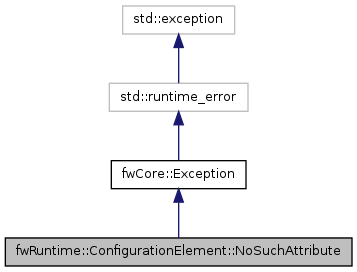 std::exception
std::runtime_error
fwCore::Exception
fwRuntime::ConfigurationElement::NoSuchAttribute